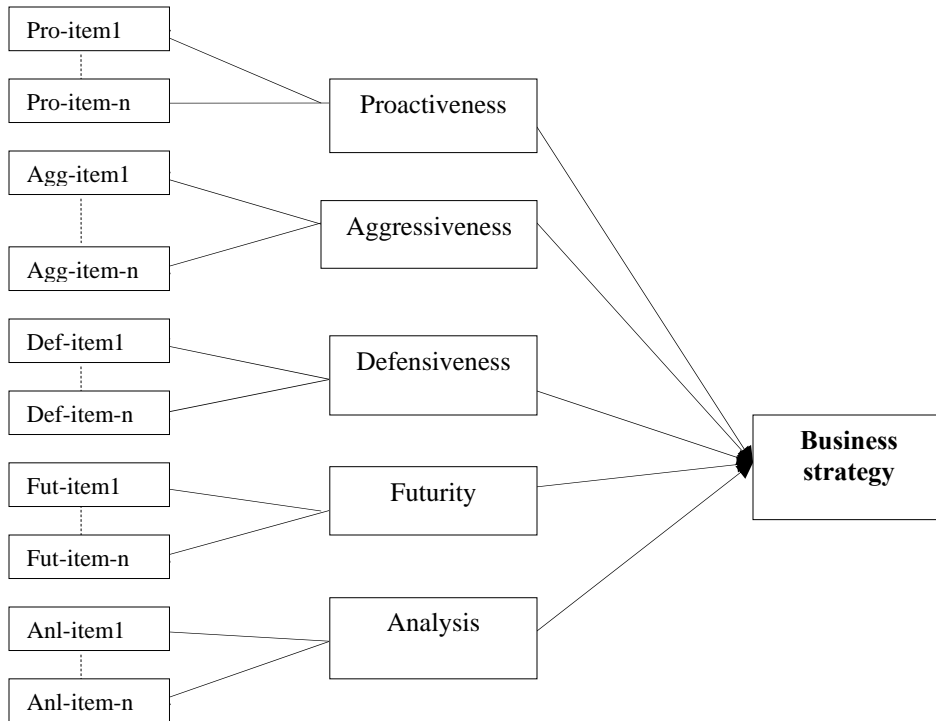 Pro-item1
Pro-item-n
Proactiveness
Agg-item1
Agg-item-n
Aggressiveness
Def-item1
Def-item-n
Defensiveness
Fut-item1
Fut-item-n
Futurity
Anl-item1
Anl-item-n
Analysis
Business
strategy